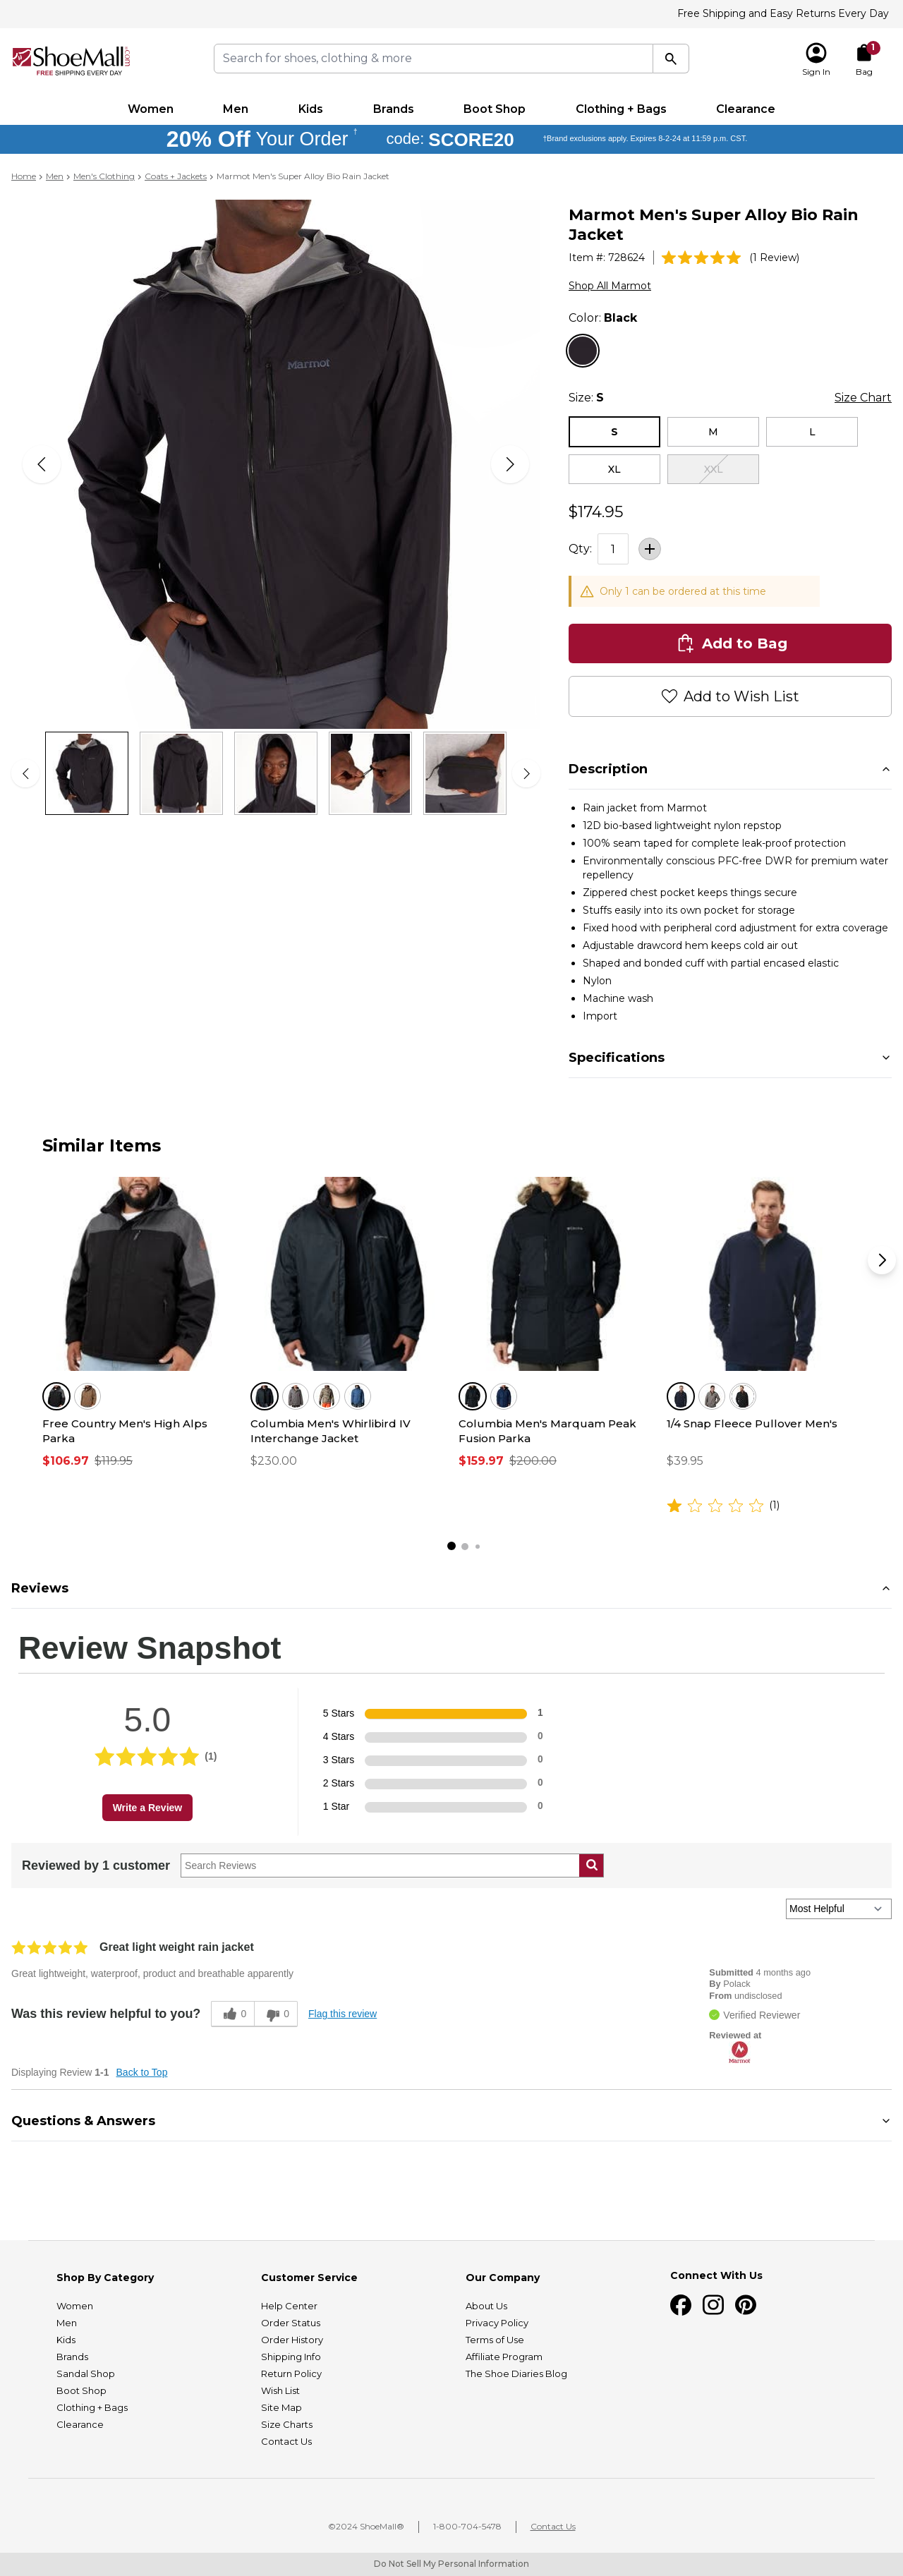 Free Shipping and Easy Returns Every Day
ShoeMall.com
FREE SHIPPING EVERY DAY
Search for shoes, clothing & more
Sign In
1
Bag
Women Men Kids Brands Boot Shop Clothing + Bags Clearance
20% Off Your Order † code: SCORE20 †Brand exclusions apply. Expires 8-2-24 at 11:59 p.m. CST.
Home > Men > Men's Clothing > Coats + Jackets > Marmot Men's Super Alloy Bio Rain Jacket
Marmot
Marmot Men's Super Alloy Bio Rain
Jacket
Item #: 728624 (1 Review)
Shop All Marmot
Color: Black
Size: S Size Chart
S M L
XL XXL
$174.95
Qty: 1 +
Only 1 can be ordered at this time
Add to Bag
Add to Wish List
Description
• Rain jacket from Marmot
• 12D bio-based lightweight nylon repstop
• 100% seam taped for complete leak-proof protection
• Environmentally conscious PFC-free DWR for premium water
repellency
• Zippered chest pocket keeps things secure
• Stuffs easily into its own pocket for storage
• Fixed hood with peripheral cord adjustment for extra coverage
• Adjustable drawcord hem keeps cold air out
• Shaped and bonded cuff with partial encased elastic
• Nylon
• Machine wash
• Import
Specifications
Similar Items
Columbia
Columbia
Free Country Men's High Alps
Parka
$106.97 $119.95
Columbia Men's Whirlibird IV
Interchange Jacket
$230.00
Columbia Men's Marquam Peak
Fusion Parka
$159.97 $200.00
1/4 Snap Fleece Pullover Men's
$39.95
(1)
Reviews
Review Snapshot
5.0
(1)
Write a Review
5 Stars 1
4 Stars 0
3 Stars 0
2 Stars 0
1 Star 0
Reviewed by 1 customer Search Reviews
Most Helpful
Great light weight rain jacket
Great lightweight, waterproof, product and breathable apparently
Was this review helpful to you? 0 0 Flag this review
Submitted 4 months ago
By Polack
From undisclosed
Verified Reviewer
Reviewed at
Marmot
Displaying Review 1-1 Back to Top
Questions & Answers
Shop By Category
Women
Men
Kids
Brands
Sandal Shop
Boot Shop
Clothing + Bags
Clearance
Customer Service
Help Center
Order Status
Order History
Shipping Info
Return Policy
Wish List
Site Map
Size Charts
Contact Us
Our Company
About Us
Privacy Policy
Terms of Use
Affiliate Program
The Shoe Diaries Blog
Connect With Us
©2024 ShoeMall® 1-800-704-5478 Contact Us
Do Not Sell My Personal Information